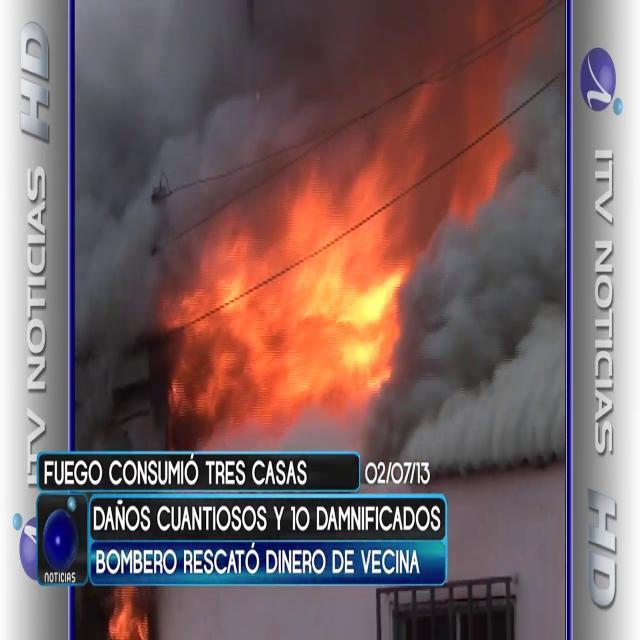 ITV NOTICIAS HD
ITV NOTICIAS HD
FUEGO CONSUMIÓ TRES CASAS 02/07/13
DAÑOS CUANTIOSOS Y 10 DAMNIFICADOS
BOMBERO RESCATÓ DINERO DE VECINA
NOTICIAS